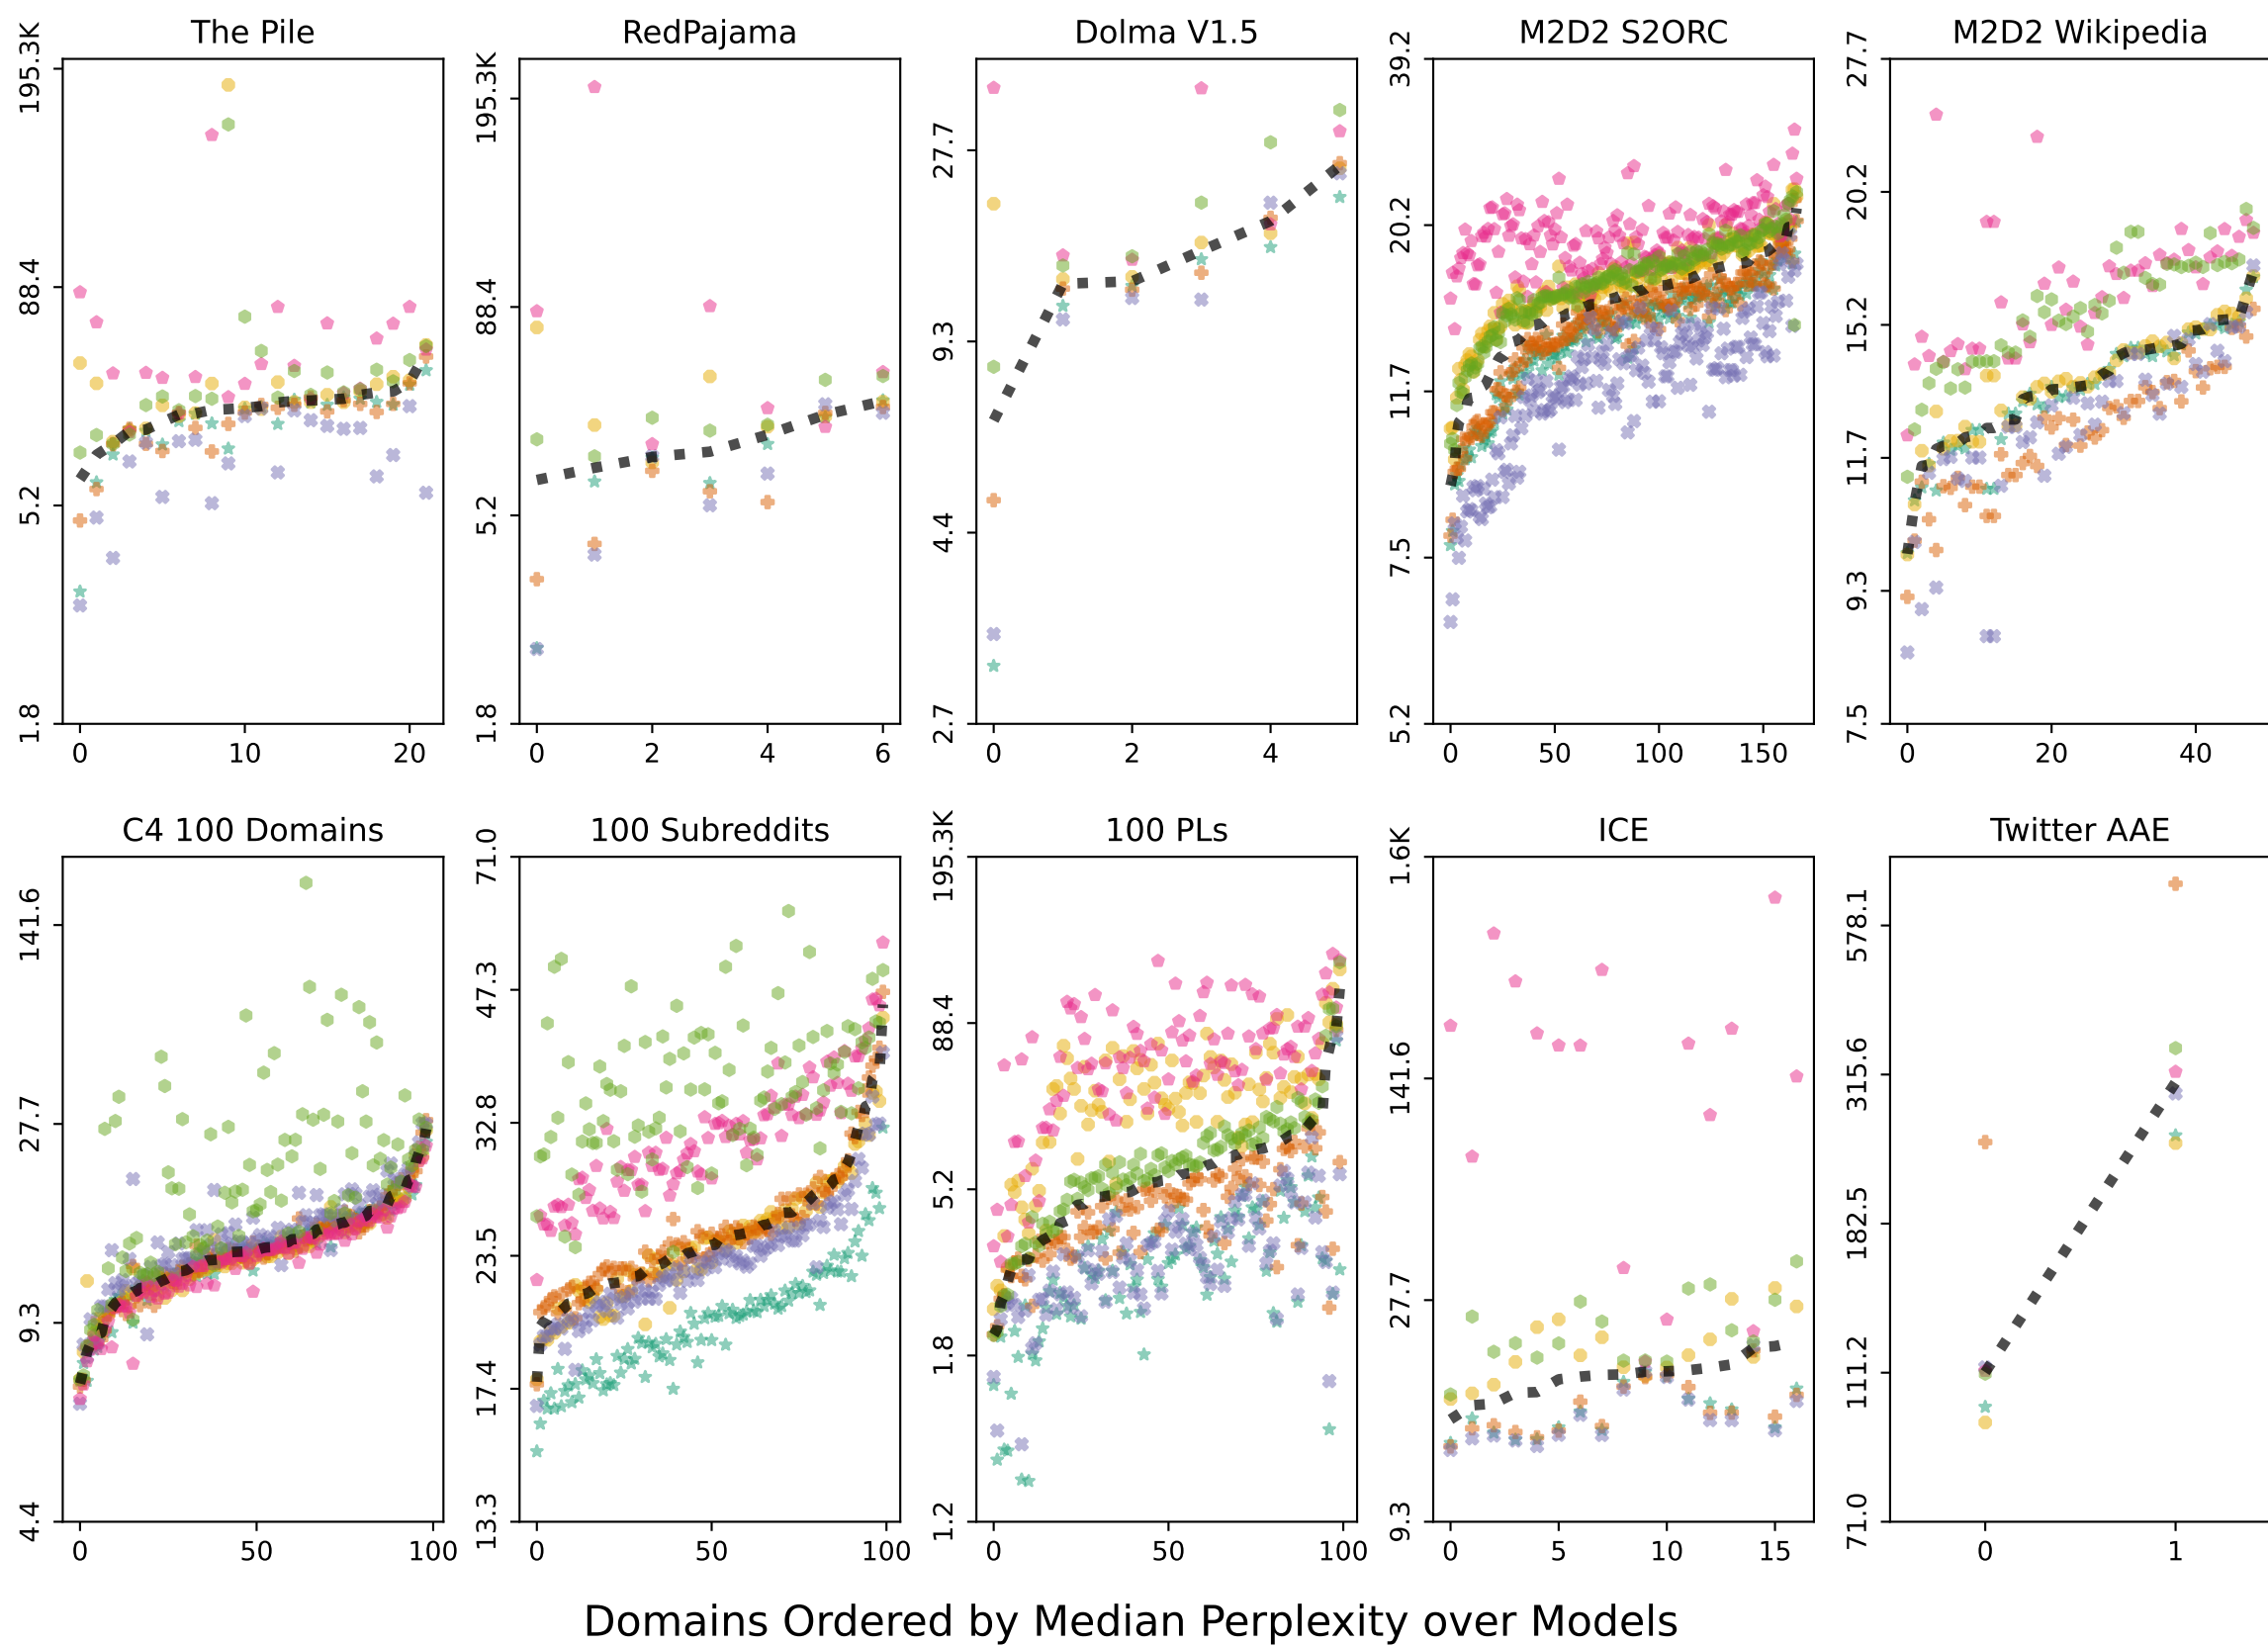 The Pile RedPajama Dolma V1.5 M2D2 S2ORC M2D2 Wikipedia
195.3K 88.4 5.2 1.8
195.3K 88.4 5.2 1.8
27.7 9.3 4.4 2.7
39.2 20.2 11.7 7.5 5.2
27.7 20.2 15.2 11.7 9.3 7.5
0 10 20 0 2 4 6 0 2 4 0 50 100 150 0 20 40
C4 100 Domains 100 Subreddits 100 PLs ICE Twitter AAE
141.6 27.7 9.3 4.4
71.0 47.3 32.8 23.5 17.4 13.3
195.3K 88.4 5.2 1.8 1.2
1.6K 141.6 27.7 9.3
578.1 315.6 182.5 111.2 71.0
0 50 100 0 50 100 0 50 100 0 5 10 15 0 1
Domains Ordered by Median Perplexity over Models